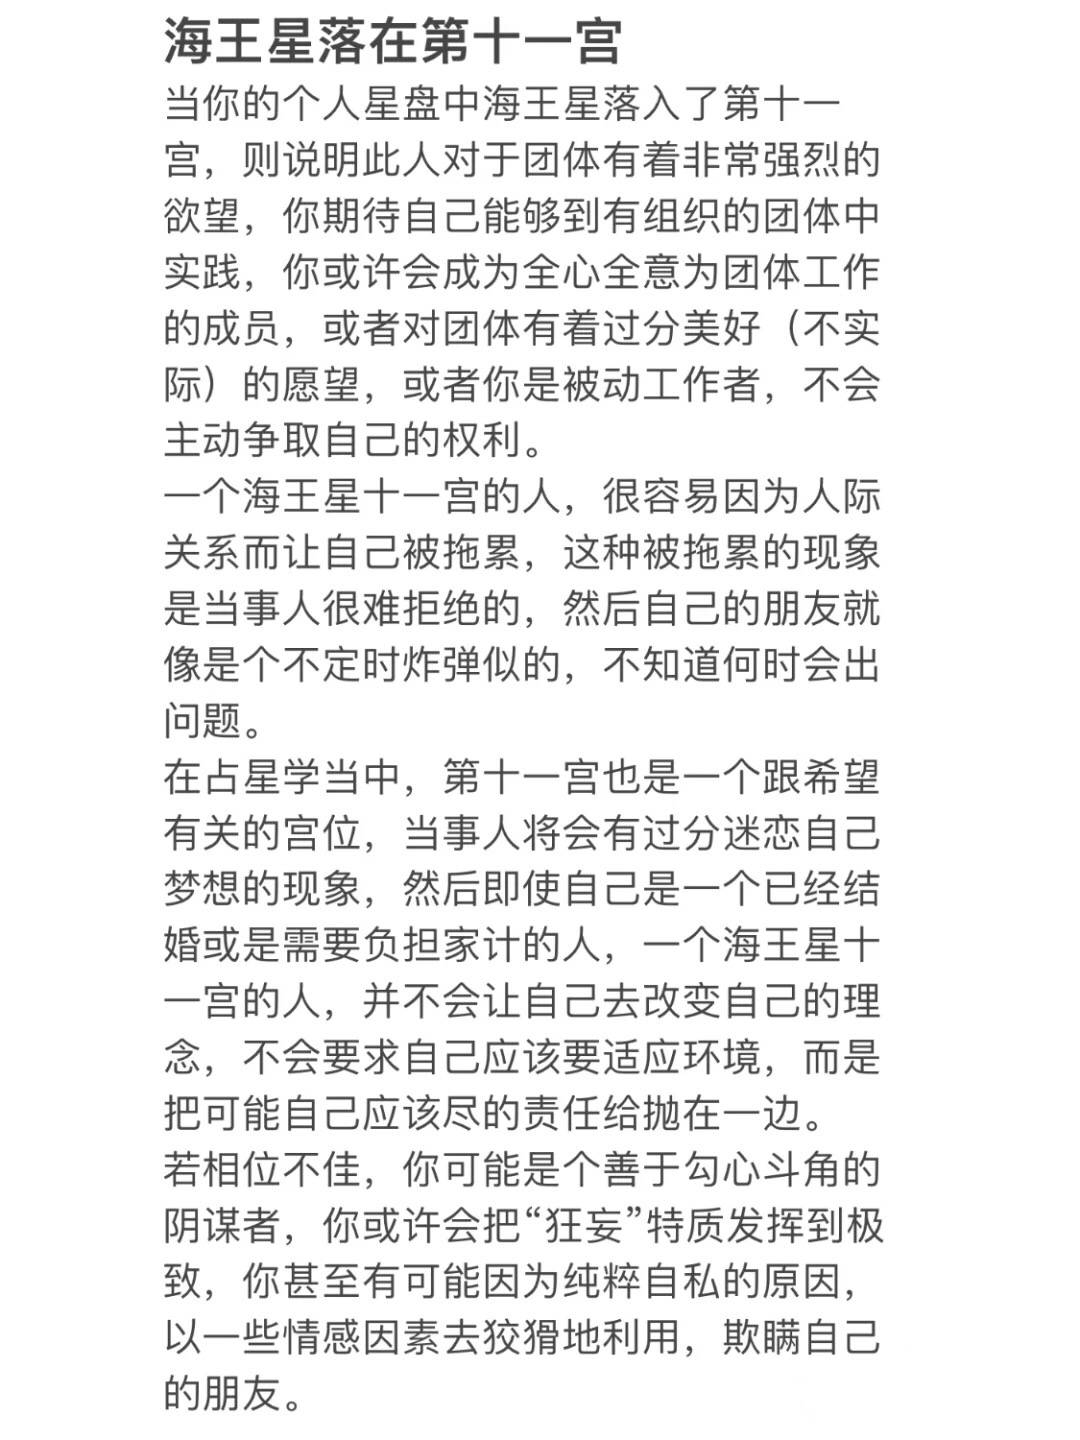 海王星落在第十一宫
当你的个人星盘中海王星落入了第十一
宫，则说明此人对于团体有着非常强烈的
欲望，你期待自己能够到有组织的团体中
实践，你或许会成为全心全意为团体工作
的成员，或者对团体有着过分美好（不实
际）的愿望，或者你是被动工作者，不会
主动争取自己的权利。
一个海王星十一宫的人，很容易因为人际
关系而让自己被拖累，这种被拖累的现象
是当事人很难拒绝的，然后自己的朋友就
像是个不定时炸弹似的，不知道何时会出
问题。
在占星学当中，第十一宫也是一个跟希望
有关的宫位，当事人将会有过分迷恋自己
梦想的现象，然后即使自己是一个已经结
婚或是需要负担家计的人，一个海王星十
一宫的人，并不会让自己去改变自己的理
念，不会要求自己应该要适应环境，而是
把可能自己应该尽的责任给抛在一边。
若相位不佳，你可能是个善于勾心斗角的
阴谋者，你或许会把“狂妄”特质发挥到极
致，你甚至有可能因为纯粹自私的原因，
以一些情感因素去狡猾地利用，欺瞒自己
的朋友。